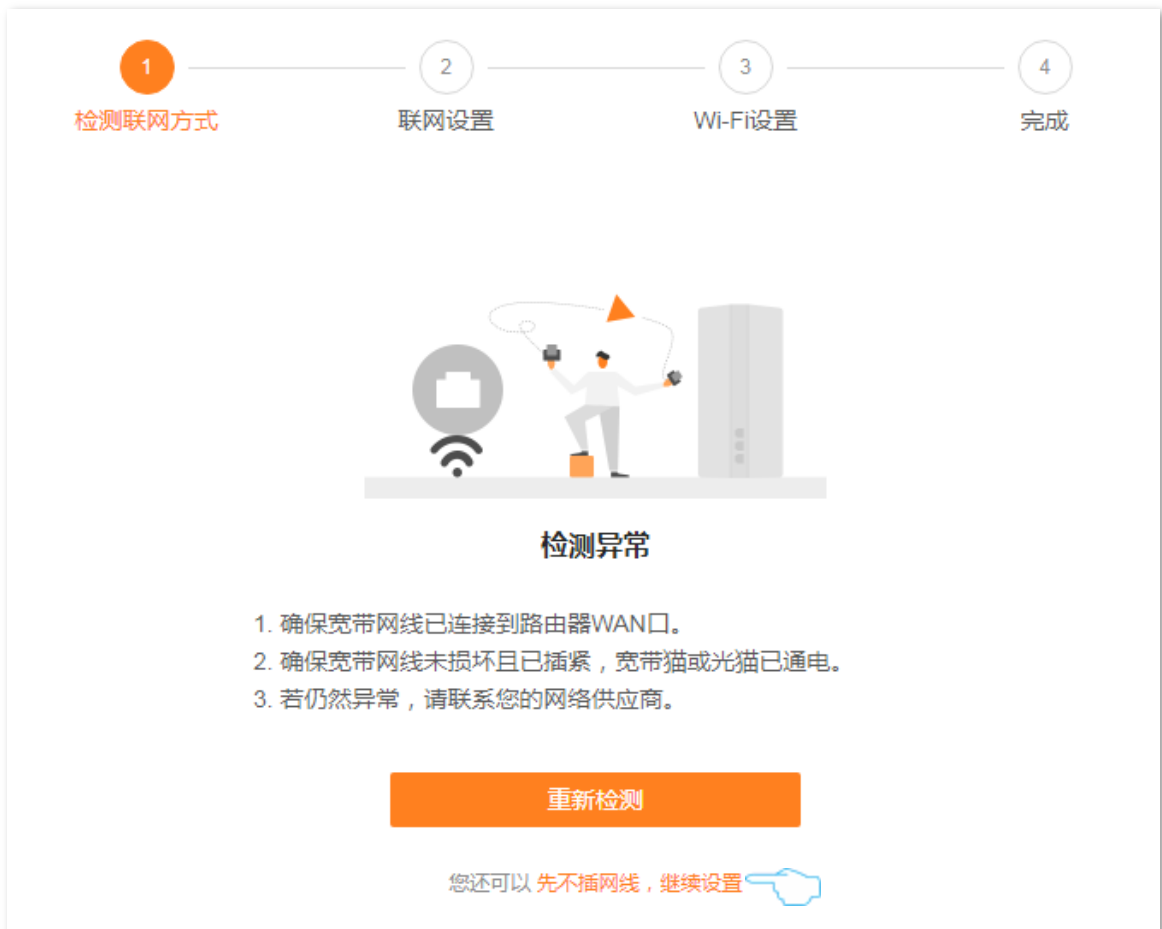 1
2
3
4
检测联网方式
联网设置
Wi-Fi设置
完成
检测异常
1. 确保宽带网线已连接到路由器WAN口。
2. 确保宽带网线未损坏且已插紧，宽带猫或光猫已通电。
3. 若仍然异常，请联系您的网络供应商。
重新检测
您还可以 先不插网线，继续设置